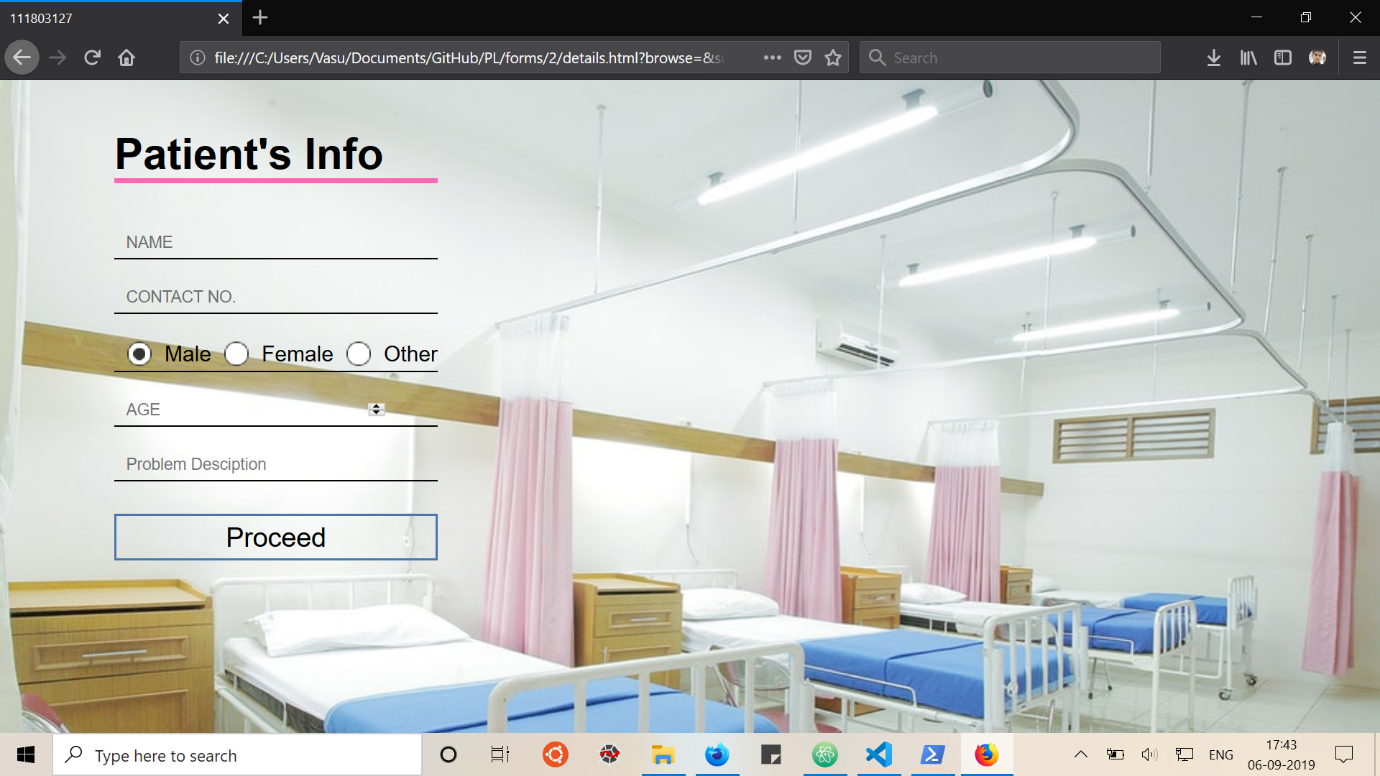 111803127
file:///C:/Users/Vasu/Documents/GitHub/PL/forms/2/details.html?browse=&su
Search
Patient's Info
NAME
CONTACT NO.
Male Female Other
AGE
Problem Desciption
Proceed
Type here to search
ENG
17:43
06-09-2019